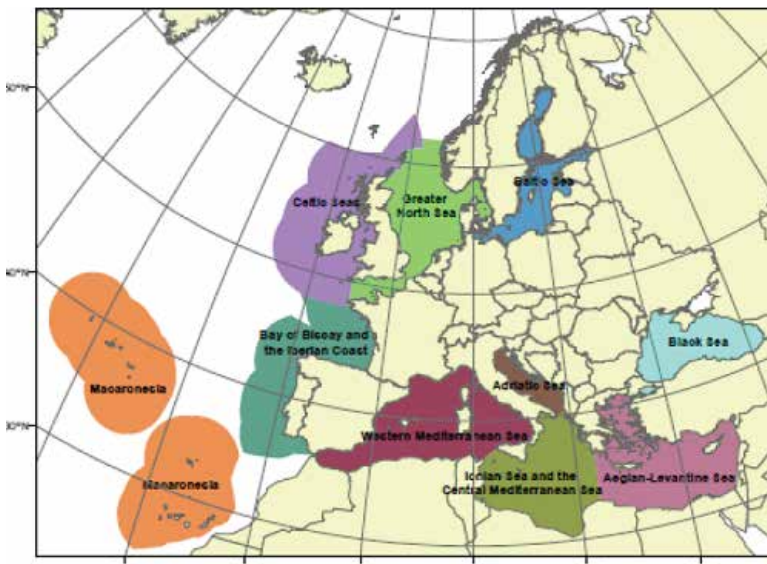 Celtic Seas
Greater
North Sea
Baltic Sea
Bay of Biscay and
the Iberian Coast
Black Sea
Macaronesia
Adriatic Sea
Western Mediterranean Sea
Ionian Sea and the
Central Mediterranean Sea
Aegian-Levantine Sea
Macaronesia